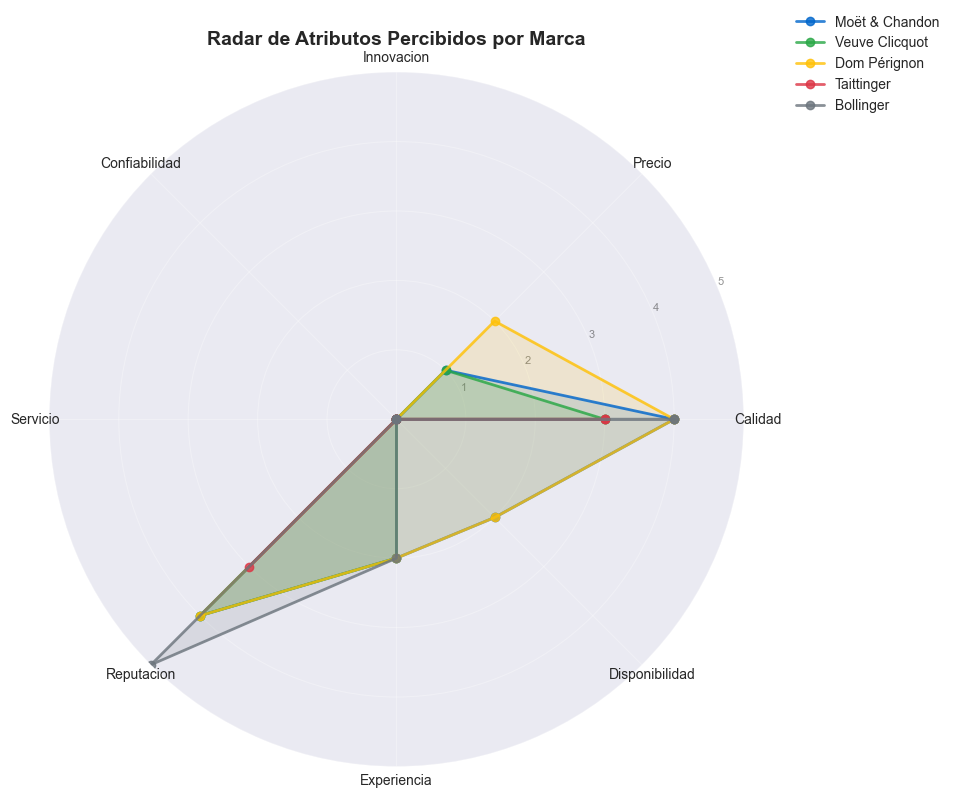 Radar de Atributos Percibidos por Marca
Moët & Chandon
Veuve Clicquot
Dom Pérignon
Taittinger
Bollinger
Innovacion
Confiabilidad
Precio
5
4
3
2
1
Servicio
Calidad
Reputacion
Disponibilidad
Experiencia